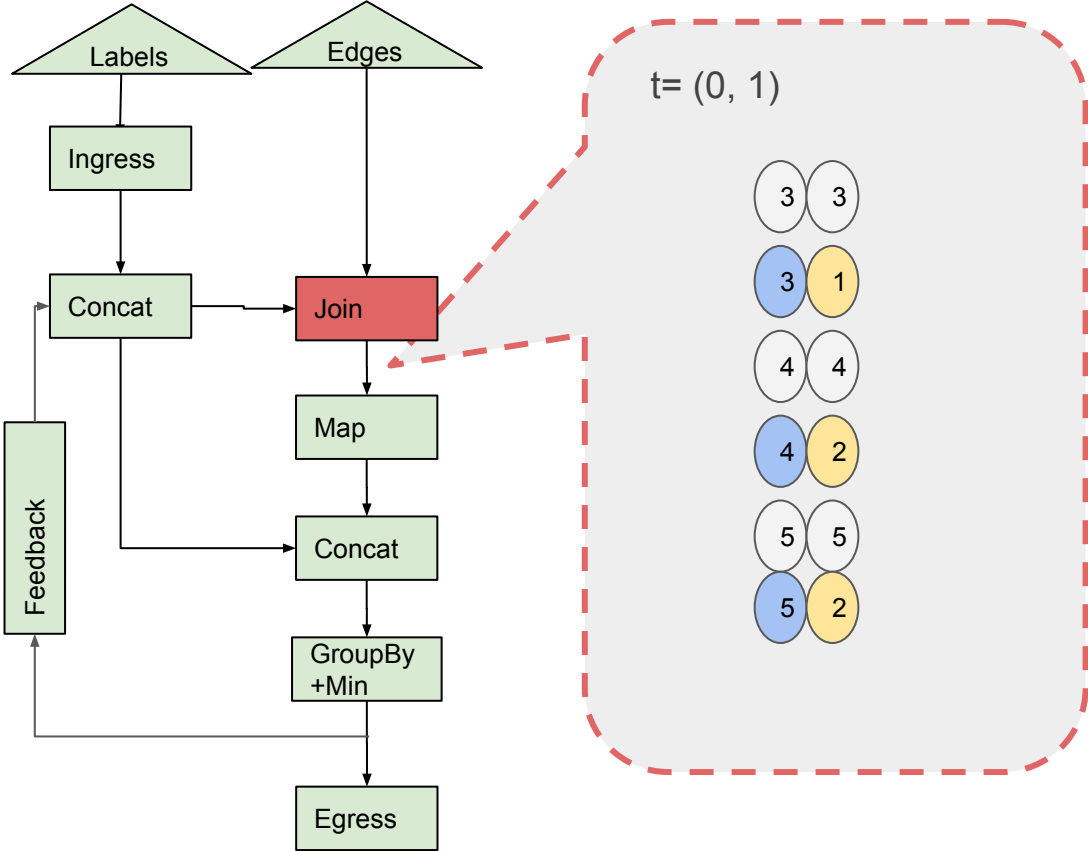 Labels
Edges
Ingress
Concat
Join
Map
Feedback
Concat
GroupBy
+Min
Egress
t= (0, 1)
3 3
3 1
4 4
4 2
5 5
5 2